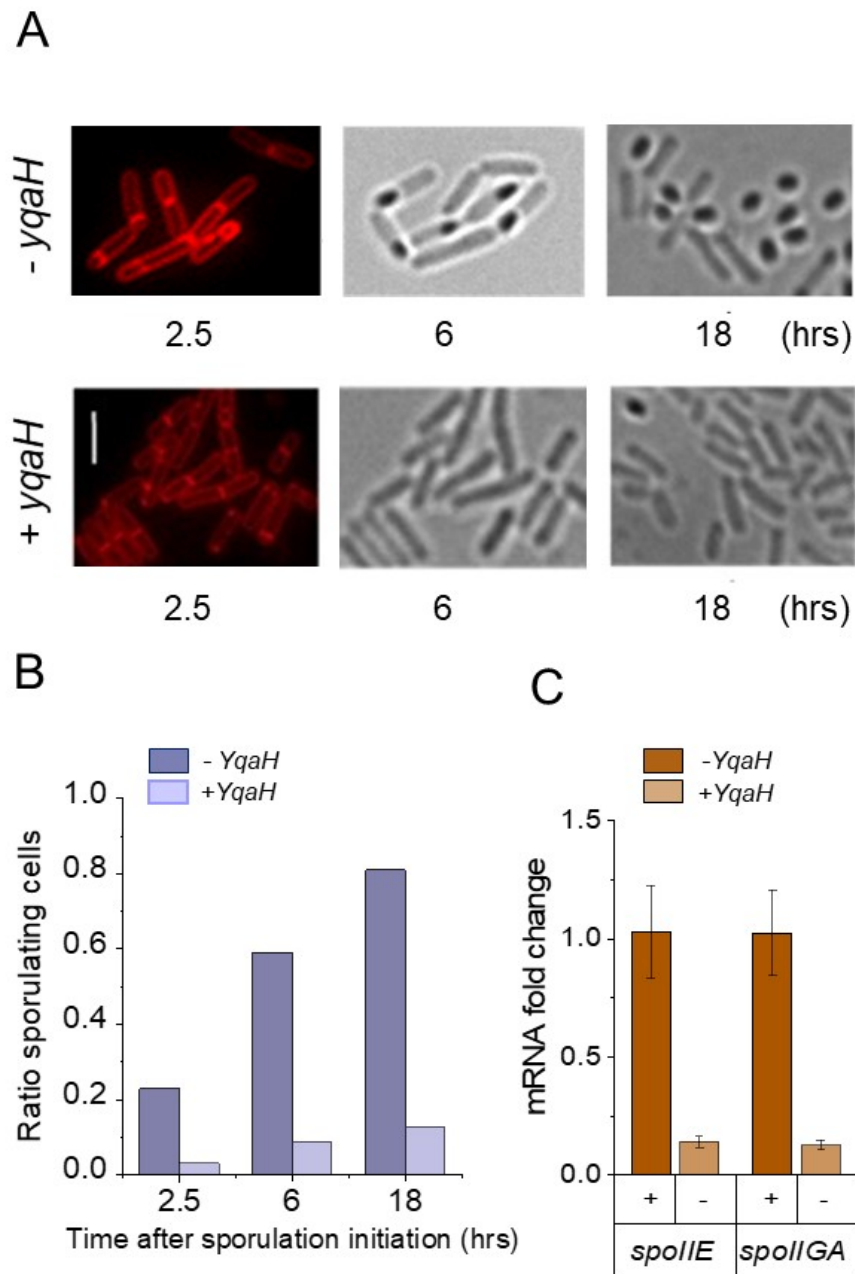 A
- yqaH
2.5 6 18 (hrs)
+ yqaH
2.5 6 18 (hrs)
B
- YqaH
+YqaH
Ratio sporulating cells
1.0
0.8
0.6
0.4
0.2
0.0
2.5 6 18
Time after sporulation initiation (hrs)
C
-YqaH
+YqaH
mRNA fold change
1.5
1.0
0.5
0.0
+ - + -
spoIIE spoIIGA